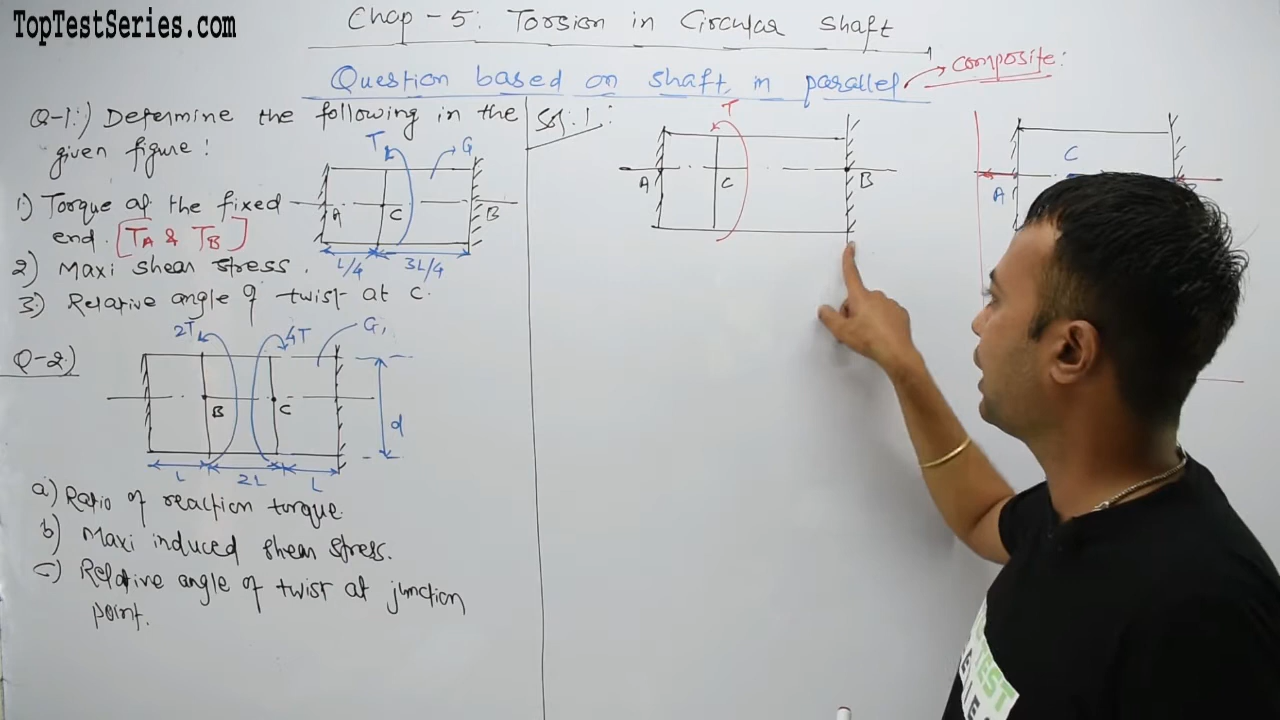 TopTestSeries.com
Chap - 5: Torsion in Circular shaft
Question based on shaft in parallel
composite:
Q-1:) Determine the following in the
given figure:
1) Torque of the fixed
end. [TA & TB]
2) Maxi shear stress.
3) Relative angle of twist at C.
T
G
A
C
B
L/4
3L/4
Q-2)
2T
4T
G,
B
C
d
L
2L
L
a) Ratio of reaction torque.
b) Maxi induced shear stress.
c) Relative angle of twist at junction
point.
Sol:1:
T
A
C
B
C
A